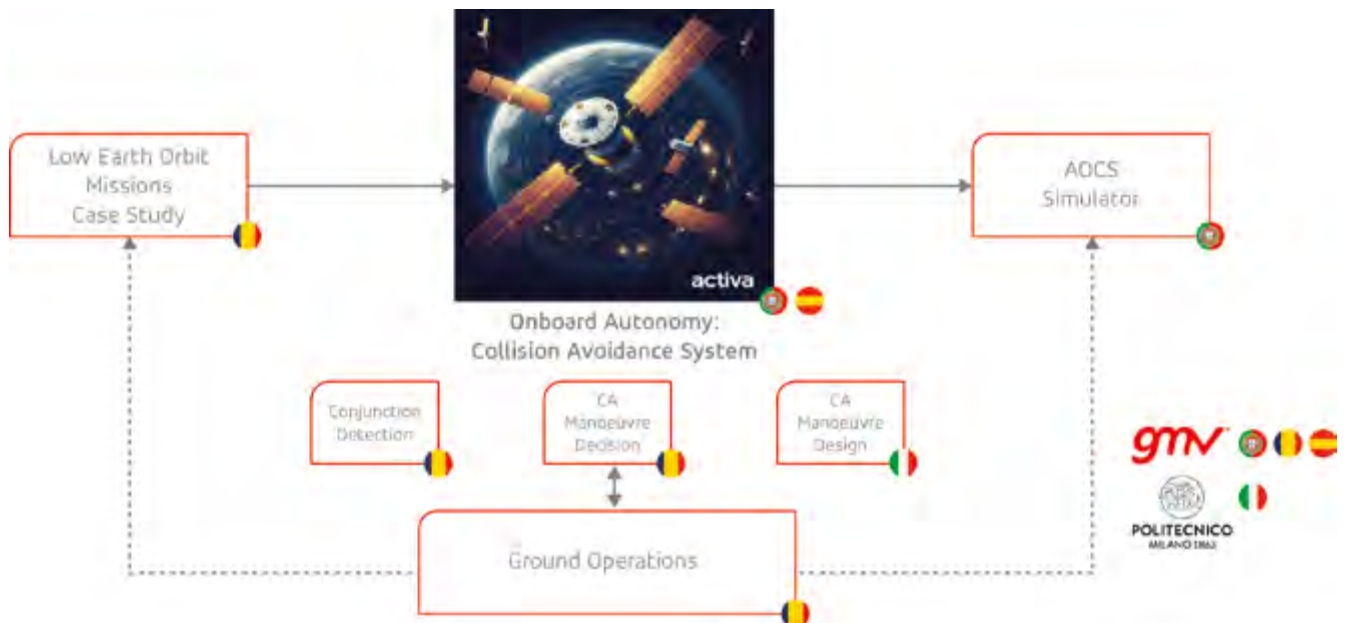 Low Earth Orbit
Missions
Case Study
activa
AOCS
Simulator
Onboard Autonomy:
Collision Avoidance System
Conjunction
Detection
CA
Manoeuvre
Decision
CA
Manoeuvre
Design
Ground Operations
gmv
POLITECNICO
MILANO 1863